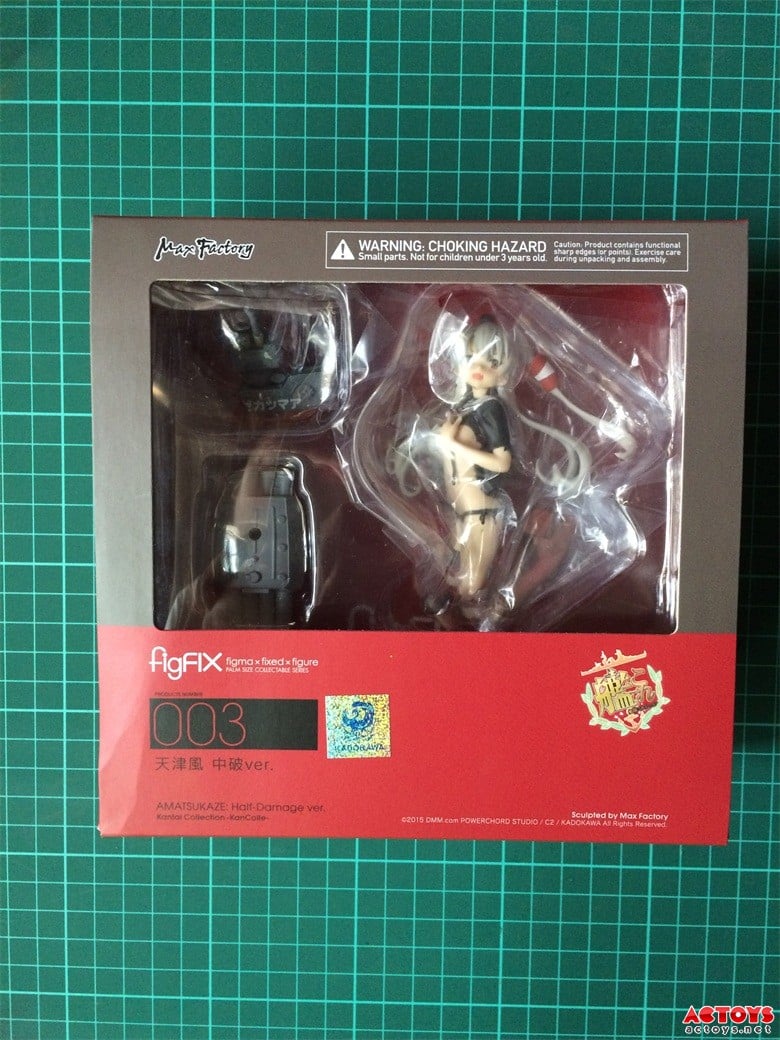 Max Factory
WARNING: CHOKING HAZARD
Small parts. Not for children under 3 years old.
Caution: Product contains functional
sharp edges (or points). Exercise care
during unpacking and assembly.
figFIX figma×fixed×figure
PALM SIZE COLLECTABLE SERIES
PRODUCTS NUMBER
003
KADOKAWA
天津風 中破ver.
AMATSUKAZE: Half-Damage ver.
Kantai Collection -KanColle-
Sculpted by Max Factory
©2015 DMM.com POWERCHORD STUDIO / C2 / KADOKAWA All Rights Reserved.
ACTOYS
actoys.net